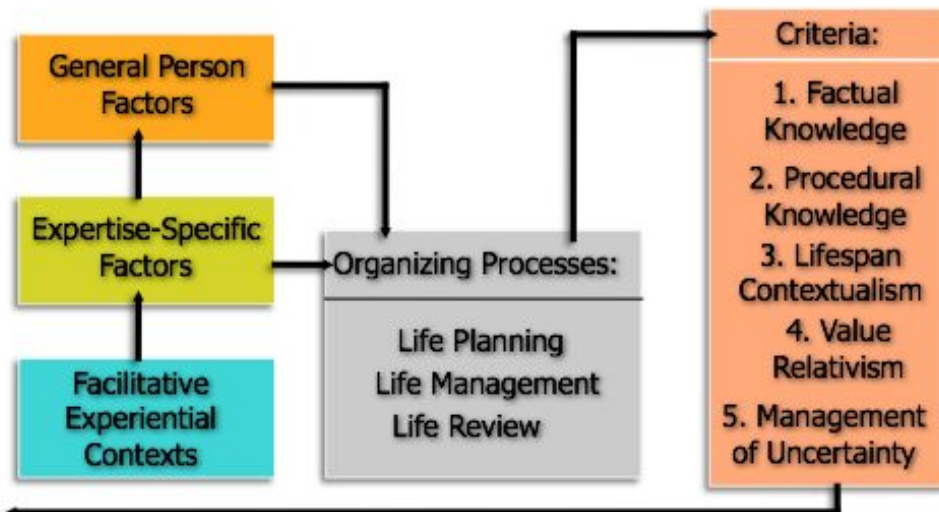 General Person
Factors
Expertise-Specific
Factors
Facilitative
Experiential
Contexts
Organizing Processes:
Life Planning
Life Management
Life Review
Criteria:
1. Factual
Knowledge
2. Procedural
Knowledge
3. Lifespan
Contextualism
4. Value
Relativism
5. Management
of Uncertainty